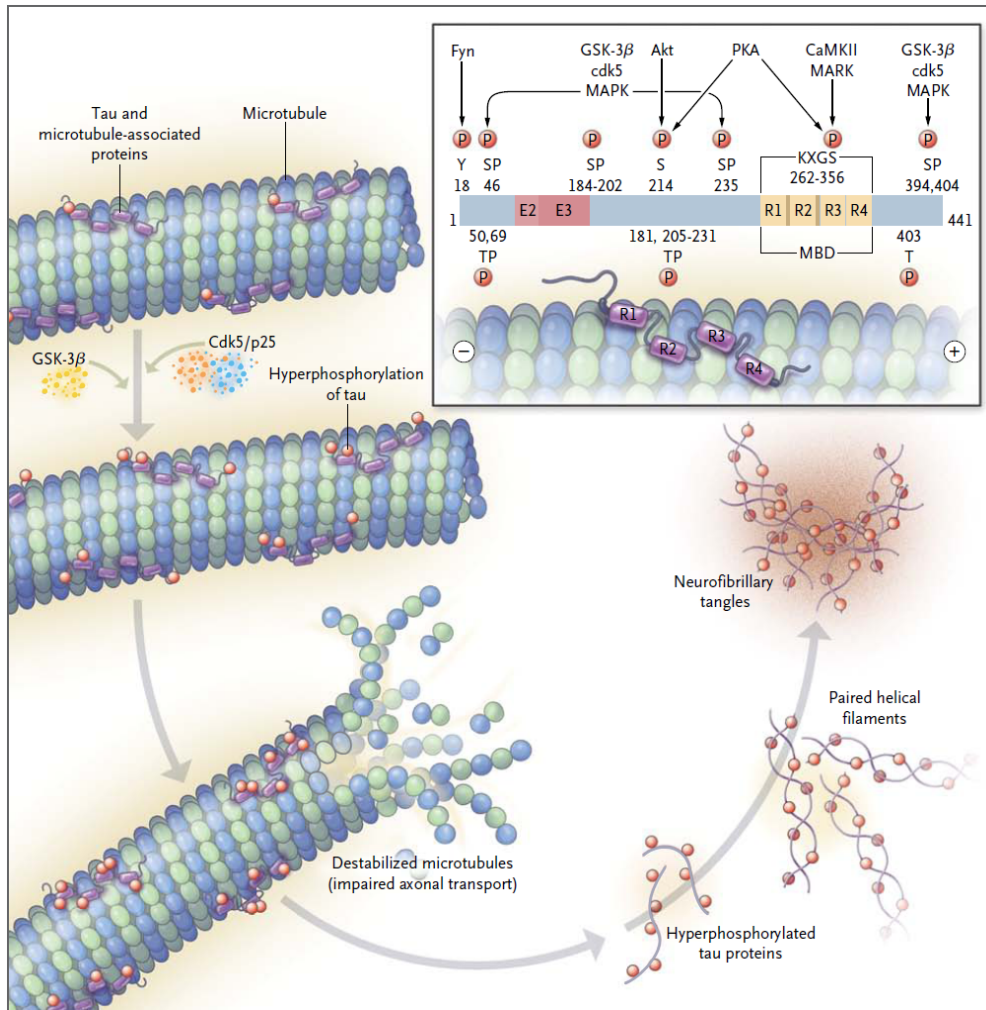 Fyn
GSK-3β
cdk5
MAPK
Akt
PKA
CaMKII
MARK
GSK-3β
cdk5
MAPK
P P P P P P P
Y SP SP S SP KXGS SP
18 46 184-202 214 235 262-356 394,404
1 E2 E3 R1 R2 R3 R4 441
50,69 181, 205-231 MBD 403
TP TP T
P P P
R1
R2
R3
R4
− +
Tau and
microtubule-associated
proteins
Microtubule
GSK-3β
Cdk5/p25
Hyperphosphorylation
of tau
Neurofibrillary
tangles
Paired helical
filaments
Destabilized microtubules
(impaired axonal transport)
Hyperphosphorylated
tau proteins